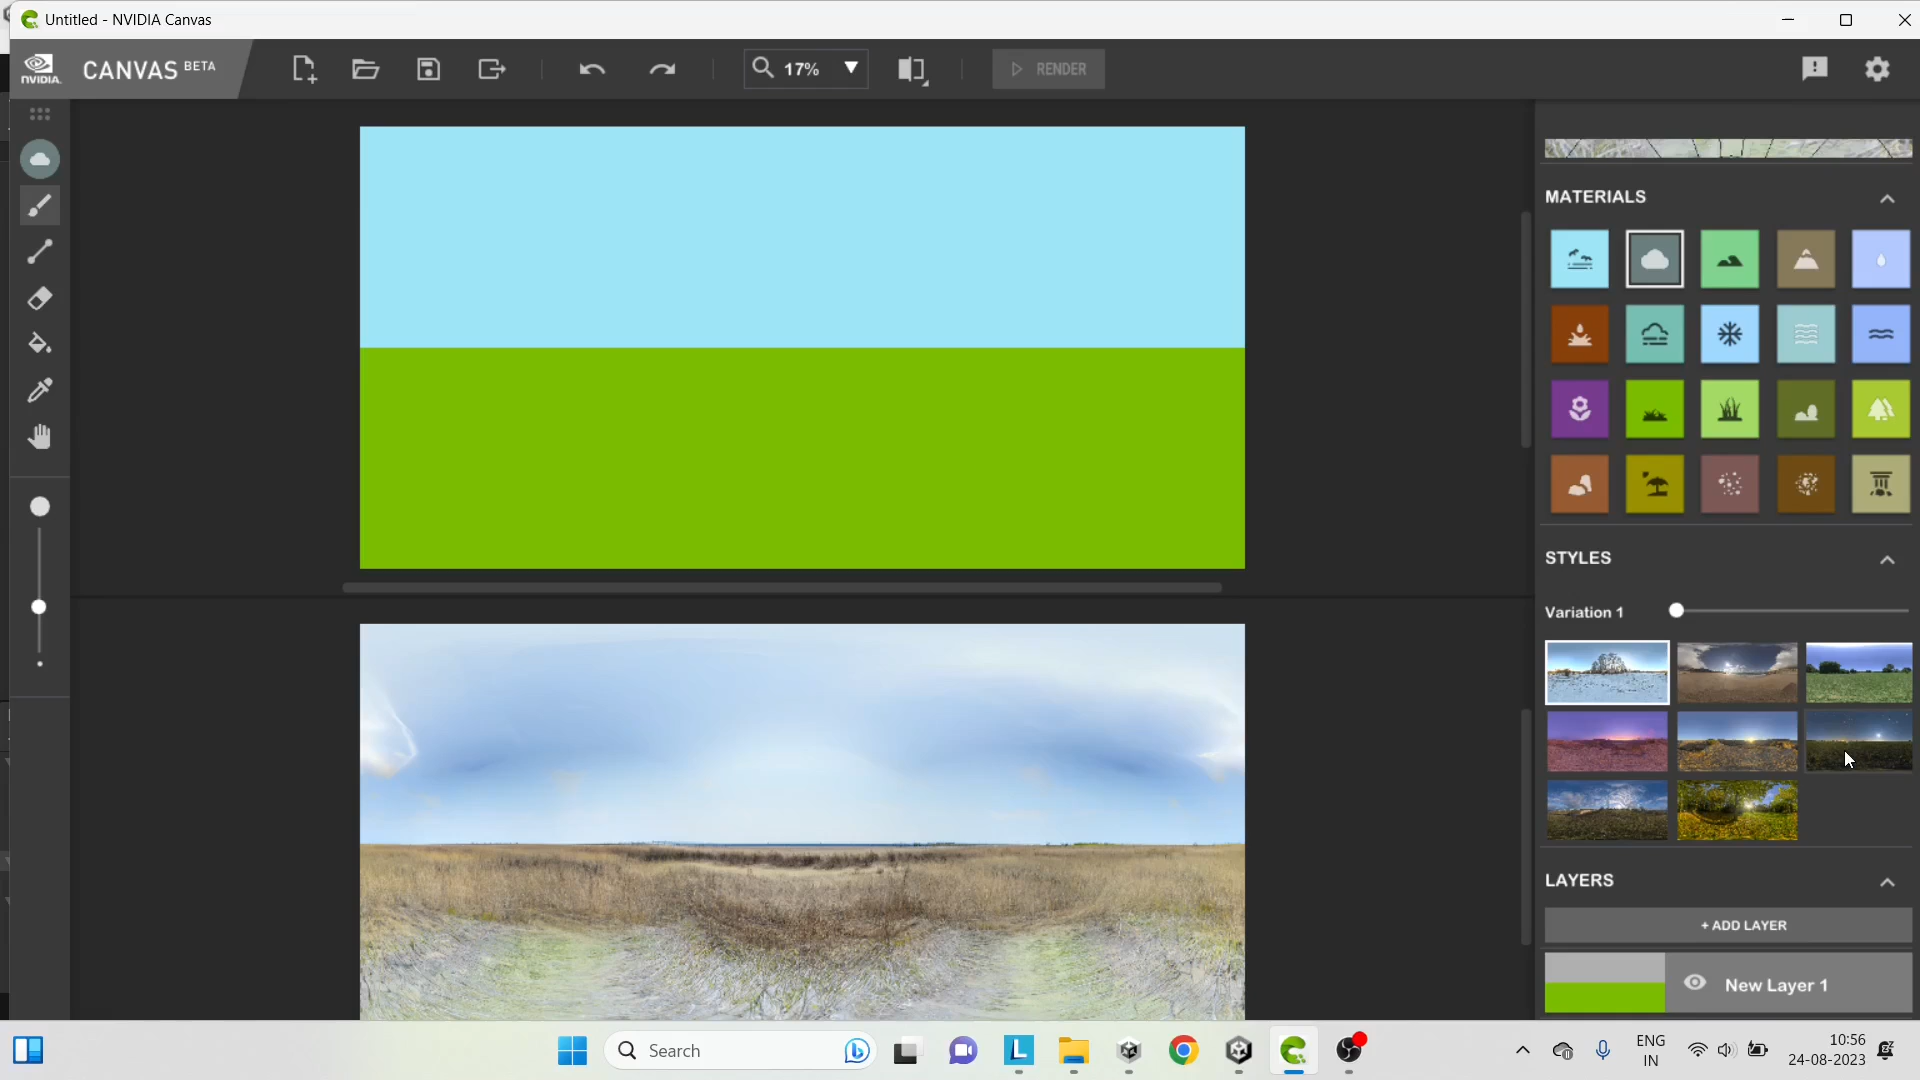 Untitled - NVIDIA Canvas
NVIDIA.
CANVAS BETA
17%
RENDER
MATERIALS
STYLES
Variation 1
LAYERS
+ ADD LAYER
New Layer 1
Search
L
ENG
IN
10:56
24-08-2023